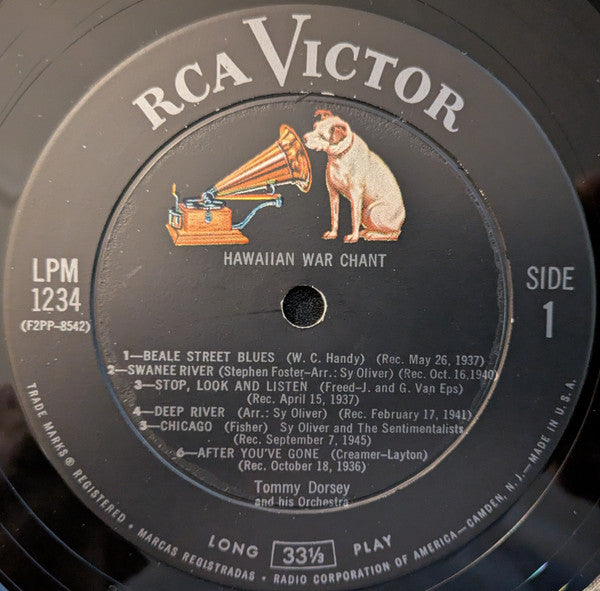 RCA VICTOR
HAWAIIAN WAR CHANT
LPM
1234
(F2PP-8542)
SIDE
1
1—BEALE STREET BLUES (W. C. Handy) (Rec. May 26, 1937)
2—SWANEE RIVER (Stephen Foster-Arr.: Sy Oliver) (Rec. Oct. 16, 1940)
3—STOP, LOOK AND LISTEN (Freed-J. and G. Van Eps)
(Rec. April 15, 1937)
4—DEEP RIVER (Arr.: Sy Oliver) (Rec. February 17, 1941)
5—CHICAGO (Fisher) Sy Oliver and The Sentimentalists
(Rec. September 7, 1945)
6—AFTER YOU'VE GONE (Creamer-Layton)
(Rec. October 18, 1936)
Tommy Dorsey
and his Orchestra
LONG 33⅓ PLAY
TRADE MARKS ® REGISTERED • MARCAS REGISTRADAS • RADIO CORPORATION OF AMERICA—CAMDEN, N. J.—MADE IN U. S. A.